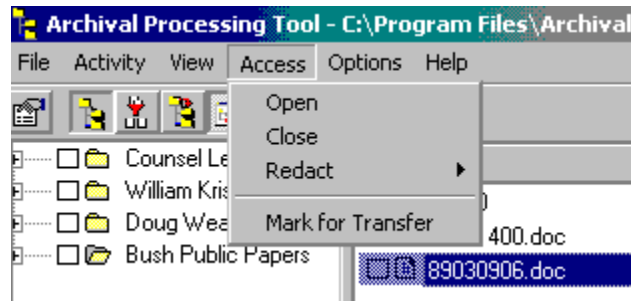 Archival Processing Tool - C:\Program Files\Archival
File Activity View Access Options Help
Open
Close
Redact
Mark for Transfer
Counsel Le
William Kris
Doug Wea
Bush Public Papers
400.doc
89030906.doc